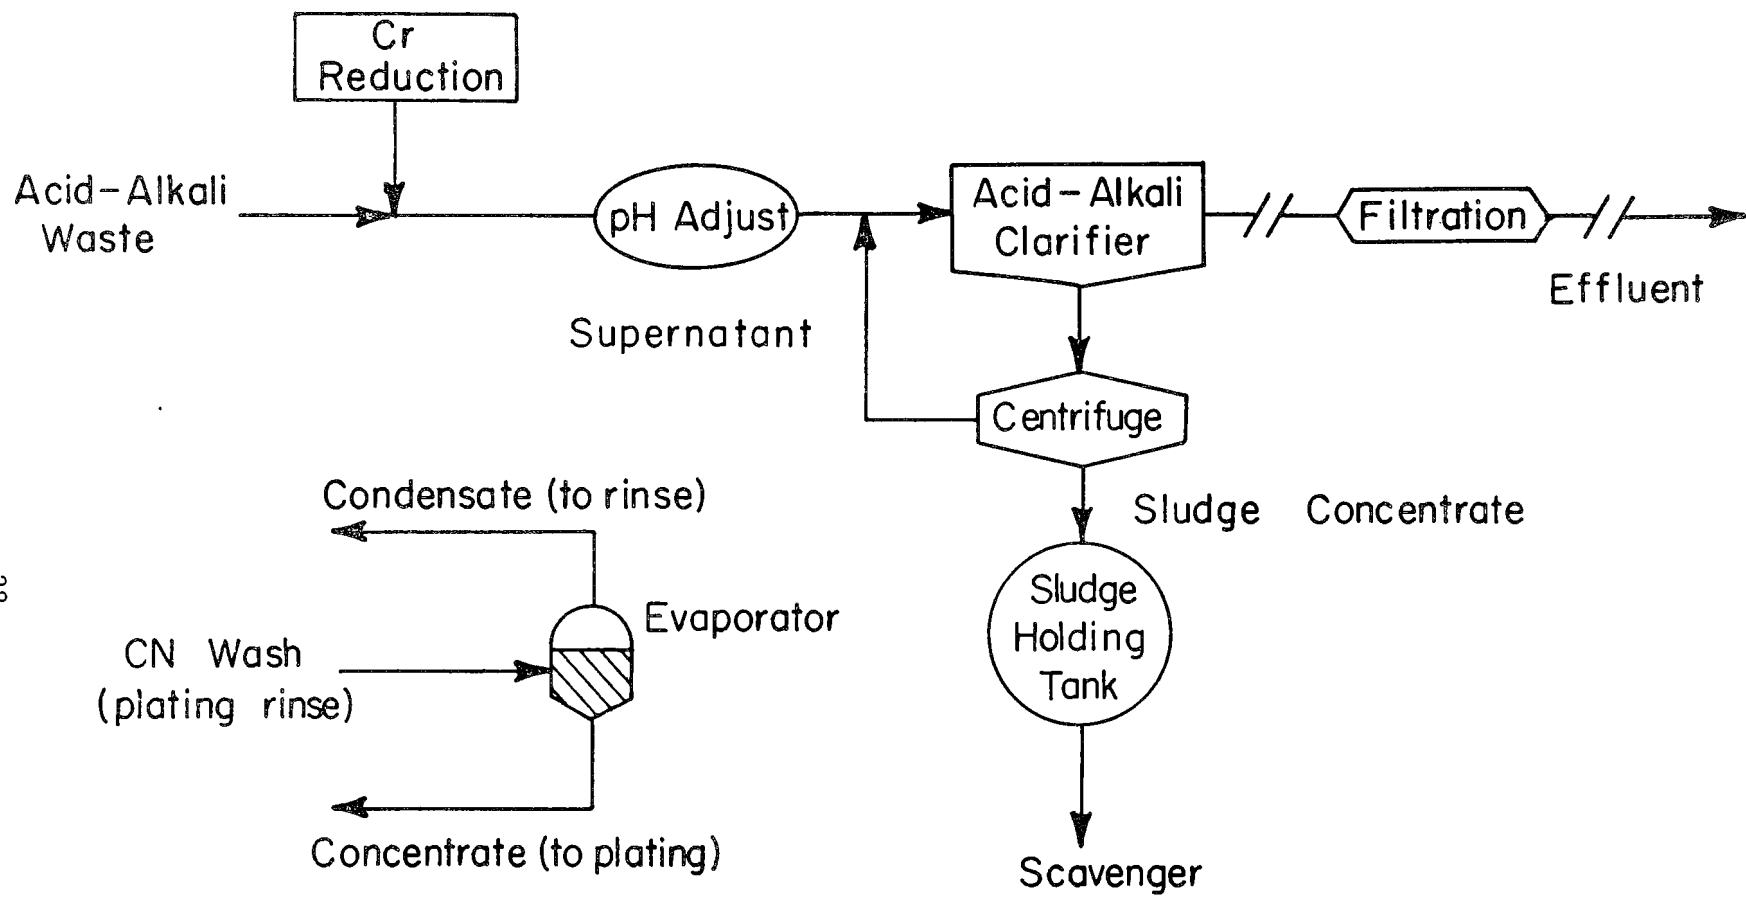 Cr
Reduction
Acid-Alkali
Waste
pH Adjust
Acid-Alkali
Clarifier
Filtration
Effluent
Supernatant
Centrifuge
Sludge Concentrate
Condensate (to rinse)
Sludge
Holding
Tank
Evaporator
CN Wash
(plating rinse)
Concentrate (to plating)
Scavenger